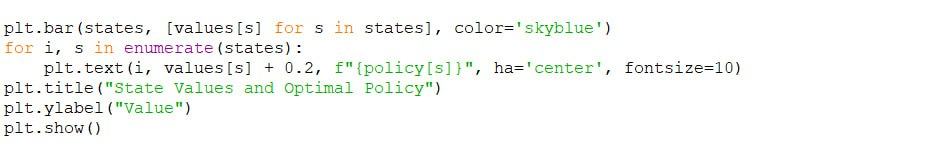 plt.bar(states, [values[s] for s in states], color='skyblue')
for i, s in enumerate(states):
    plt.text(i, values[s] + 0.2, f"{policy[s]}", ha='center', fontsize=10)
plt.title("State Values and Optimal Policy")
plt.ylabel("Value")
plt.show()